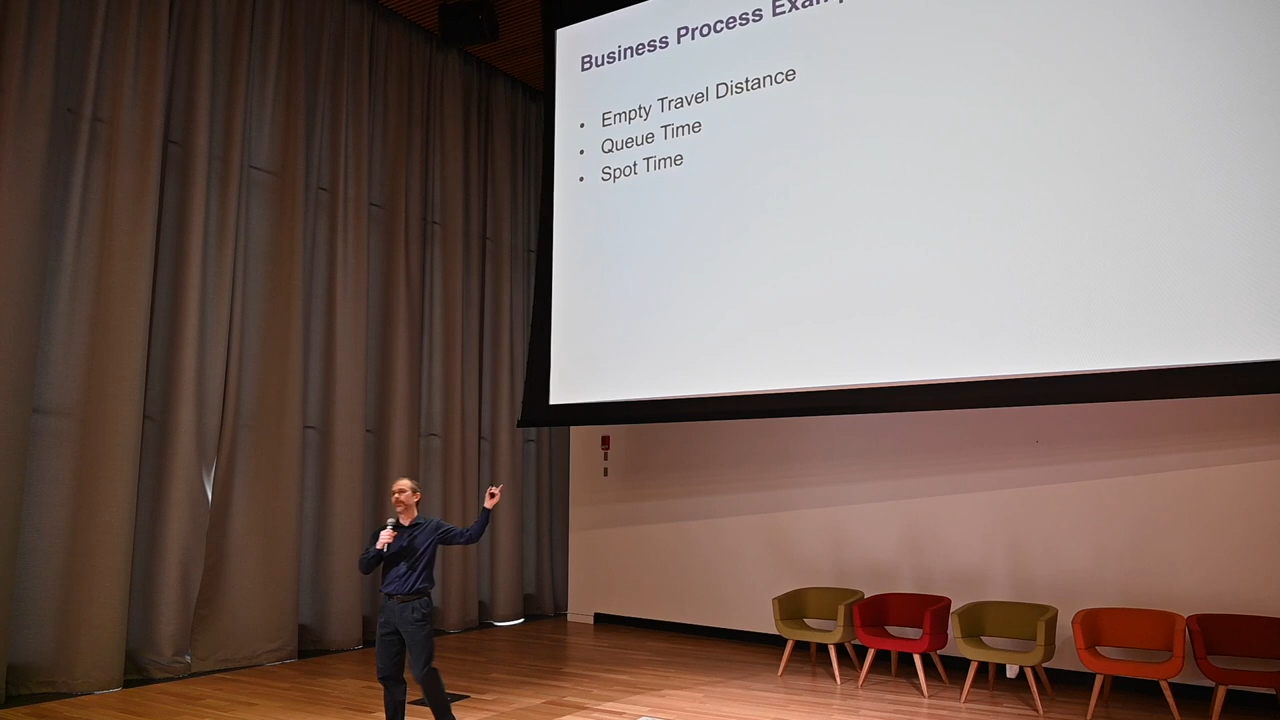 Business Process
• Empty Travel Distance
• Queue Time
• Spot Time